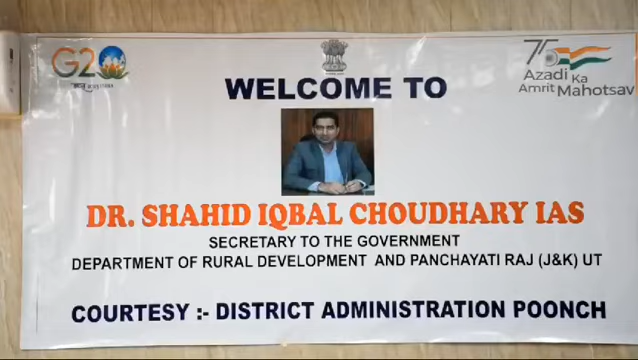 G20
WELCOME TO
75
Azadi Ka
Amrit Mahotsav
DR. SHAHID IQBAL CHOUDHARY IAS
SECRETARY TO THE GOVERNMENT
DEPARTMENT OF RURAL DEVELOPMENT AND PANCHAYATI RAJ (J&K) UT
COURTESY :- DISTRICT ADMINISTRATION POONCH